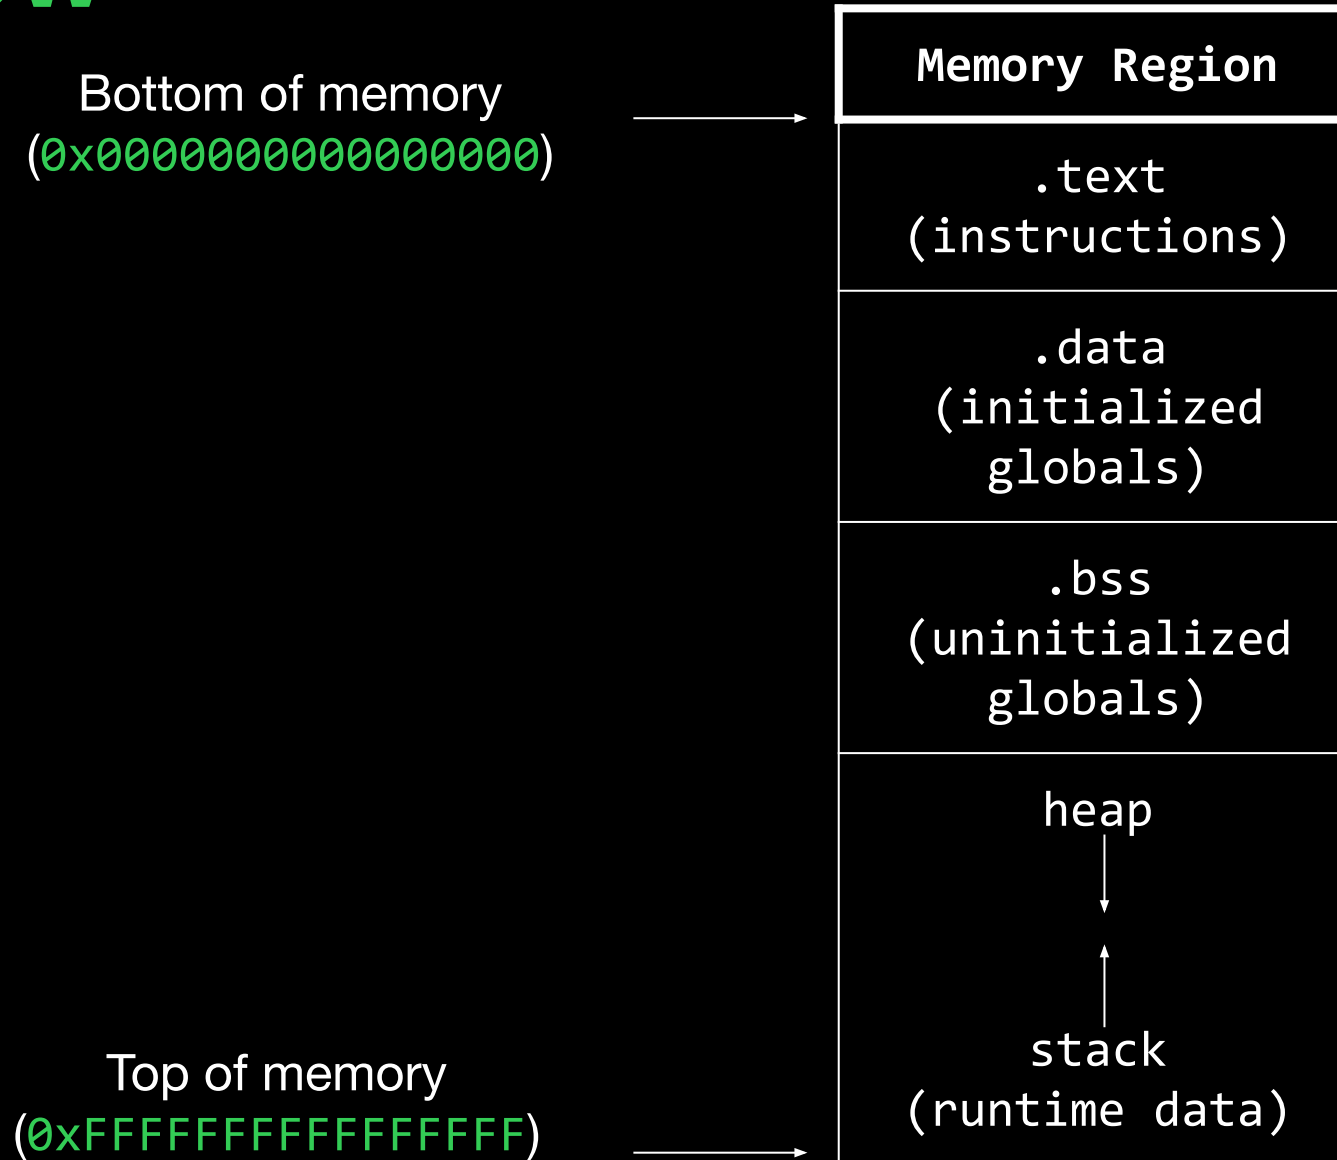 Memory Region
Bottom of memory
(0x0000000000000000)
.text
(instructions)
.data
(initialized
globals)
.bss
(uninitialized
globals)
heap
stack
(runtime data)
Top of memory
(0xFFFFFFFFFFFFFFFF)